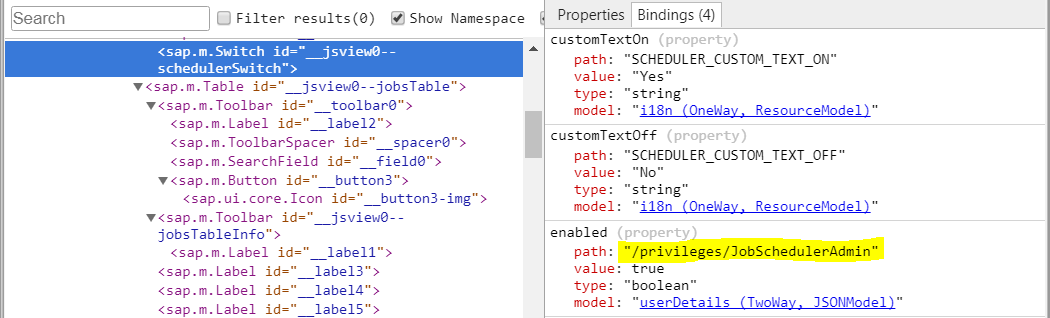 Search
Filter results(0)
Show Namespace
<sap.m.Switch id="__jsview0--
schedulerSwitch">
<sap.m.Table id="__jsview0--jobsTable">
<sap.m.Toolbar id="__toolbar0">
<sap.m.Label id="__label2">
<sap.m.ToolbarSpacer id="__spacer0">
<sap.m.SearchField id="__field0">
<sap.m.Button id="__button3">
<sap.ui.core.Icon id="__button3-img">
<sap.m.Toolbar id="__jsview0--
jobsTableInfo">
<sap.m.Label id="__label1">
<sap.m.Label id="__label3">
<sap.m.Label id="__label4">
<sap.m.Label id="__label5">
Properties
Bindings (4)
customTextOn (property)
path: "SCHEDULER_CUSTOM_TEXT_ON"
value: "Yes"
type: "string"
model: "i18n (OneWay, ResourceModel)"
customTextOff (property)
path: "SCHEDULER_CUSTOM_TEXT_OFF"
value: "No"
type: "string"
model: "i18n (OneWay, ResourceModel)"
enabled (property)
path: "/privileges/JobSchedulerAdmin"
value: true
type: "boolean"
model: "userDetails (TwoWay, JSONModel)"